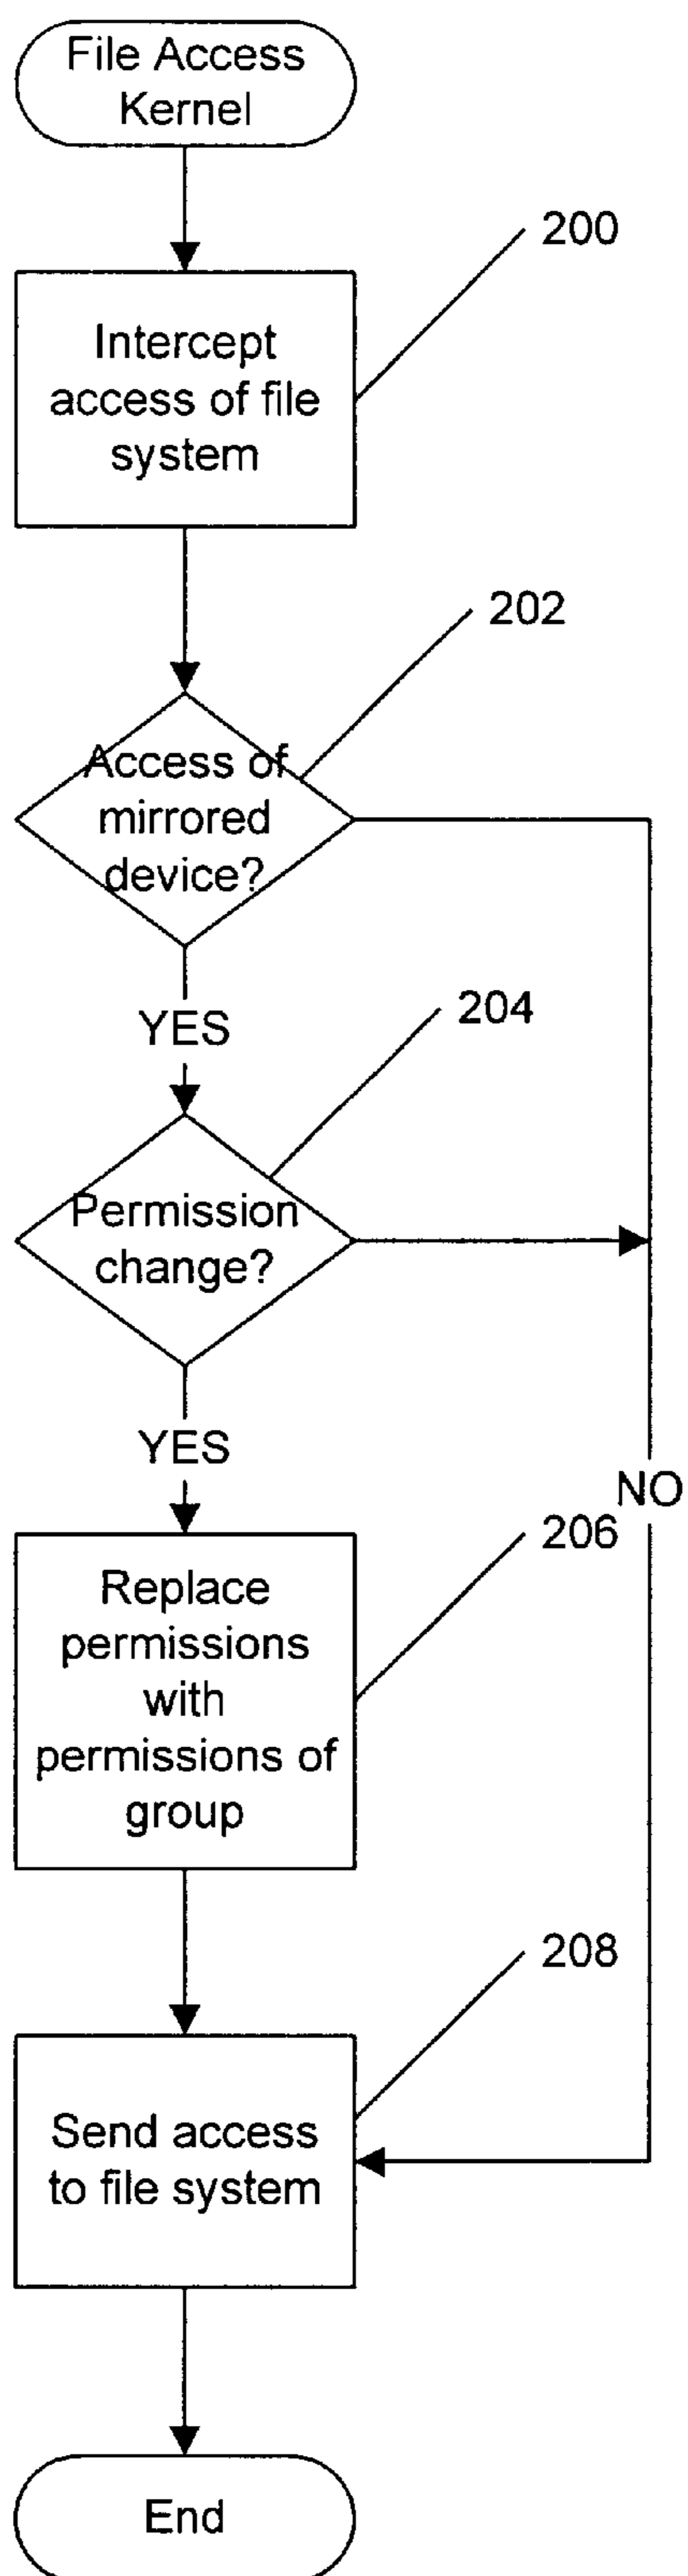 File Access
Kernel
200
Intercept
access of file
system
202
Access of
mirrored
device?
YES
204
Permission
change?
YES
NO
206
Replace
permissions
with
permissions of
group
208
Send access
to file system
End